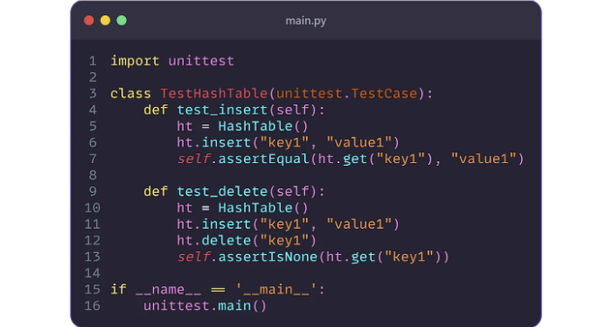 main.py
1 import unittest
2
3 class TestHashTable(unittest.TestCase):
4     def test_insert(self):
5         ht = HashTable()
6         ht.insert("key1", "value1")
7         self.assertEqual(ht.get("key1"), "value1")
8
9     def test_delete(self):
10         ht = HashTable()
11         ht.insert("key1", "value1")
12         ht.delete("key1")
13         self.assertIsNone(ht.get("key1"))
14
15 if __name__ == '__main__':
16     unittest.main()